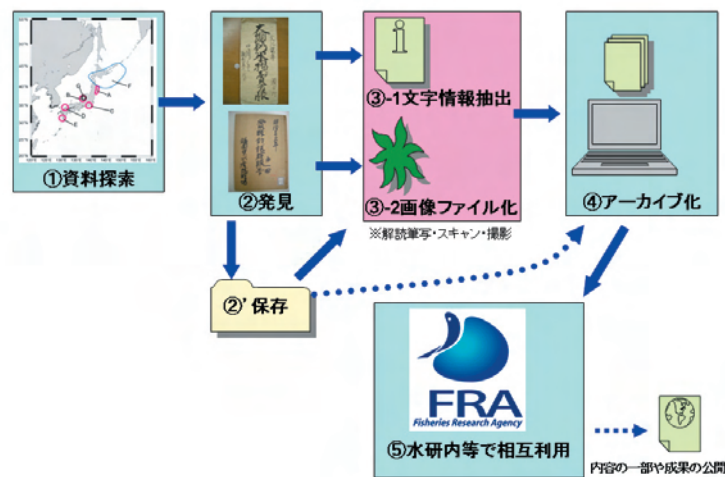 ①資料探索
②発見
③-1文字情報抽出
③-2画像ファイル化
※解読筆写・スキャン・撮影
④アーカイブ化
②’保存
FRA
Fisheries Research Agency
⑤水研内等で相互利用
内容の一部や成果の公開